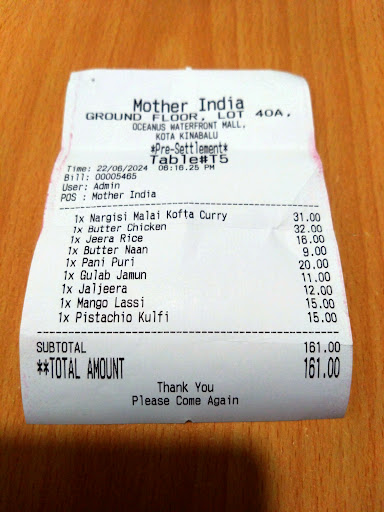 Mother India
GROUND FLOOR, LOT 40A,
OCEANUS WATERFRONT MALL,
KOTA KINABALU
*Pre-Settlement*
Table#T5
Time: 22/06/2024 06:16.25 PM
Bill: 00005465
User: Admin
POS : Mother India
1x Nargisi Malai Kofta Curry 31.00
1x Butter Chicken 32.00
1x Jeera Rice 16.00
1x Butter Naan 9.00
1x Pani Puri 20.00
1x Gulab Jamun 11.00
1x Jaljeera 12.00
1x Mango Lassi 15.00
1x Pistachio Kulfi 15.00
SUBTOTAL 161.00
**TOTAL AMOUNT 161.00
Thank You
Please Come Again